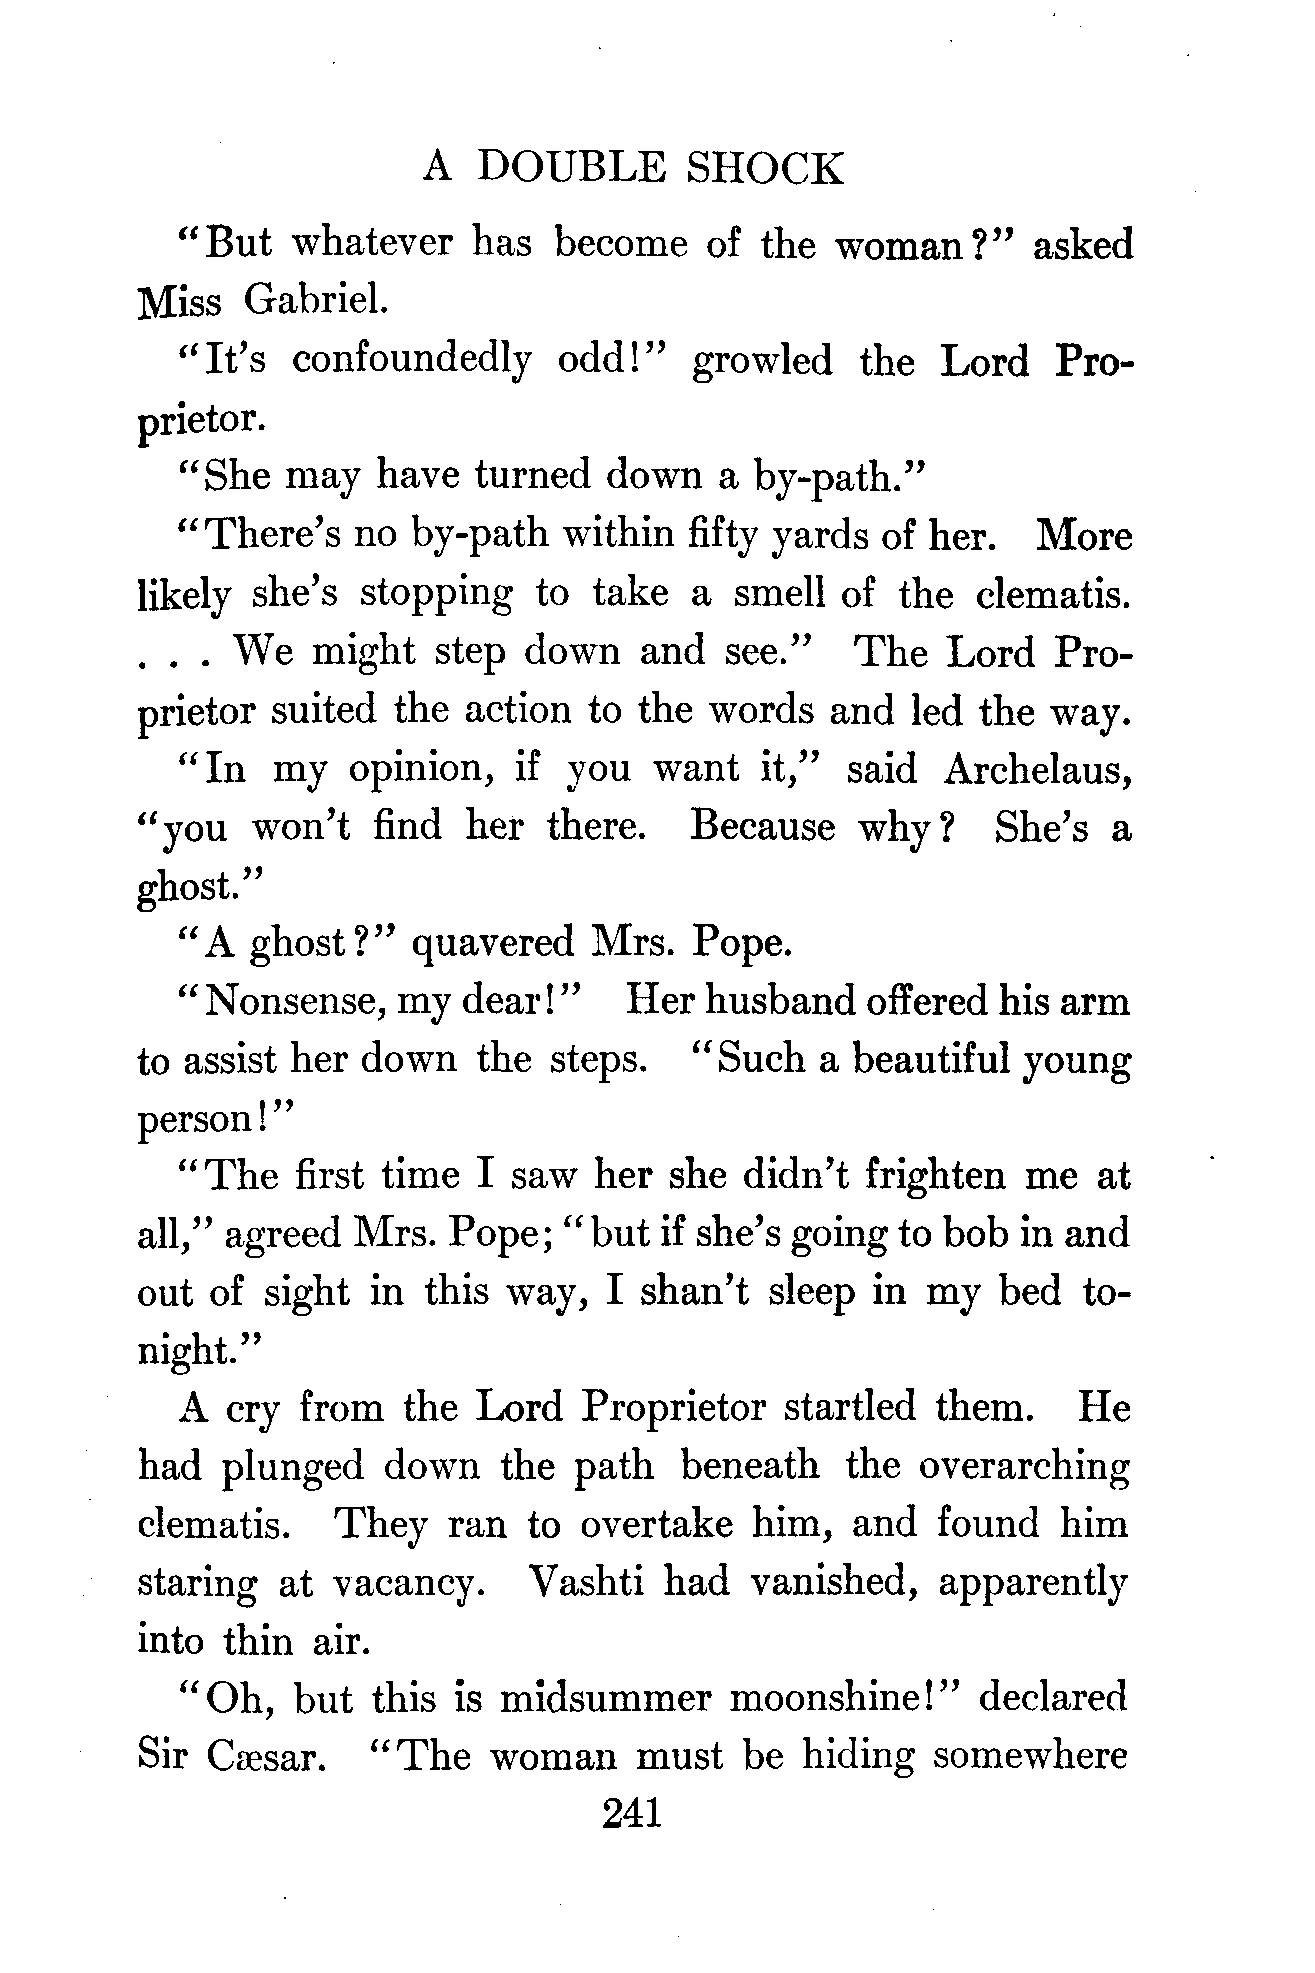 A DOUBLE SHOCK
"But whatever has become of the woman?" asked
Miss Gabriel.
"It's confoundedly odd!" growled the Lord Pro-
prietor.
"She may have turned down a by-path."
"There's no by-path within fifty yards of her. More
likely she's stopping to take a smell of the clematis.
. . . We might step down and see." The Lord Pro-
prietor suited the action to the words and led the way.
"In my opinion, if you want it," said Archelaus,
"you won't find her there. Because why? She's a
ghost."
"A ghost?" quavered Mrs. Pope.
"Nonsense, my dear!" Her husband offered his arm
to assist her down the steps. "Such a beautiful young
person!"
"The first time I saw her she didn't frighten me at
all," agreed Mrs. Pope; "but if she's going to bob in and
out of sight in this way, I shan't sleep in my bed to-
night."
A cry from the Lord Proprietor startled them. He
had plunged down the path beneath the overarching
clematis. They ran to overtake him, and found him
staring at vacancy. Vashti had vanished, apparently
into thin air.
"Oh, but this is midsummer moonshine!" declared
Sir Cæsar. "The woman must be hiding somewhere
241